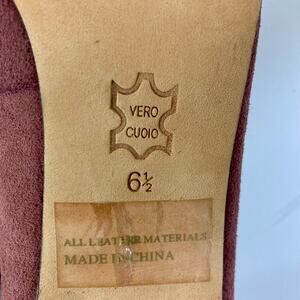 VERO
CUOIO
6½
ALL LEATHER MATERIALS
MADE IN CHINA